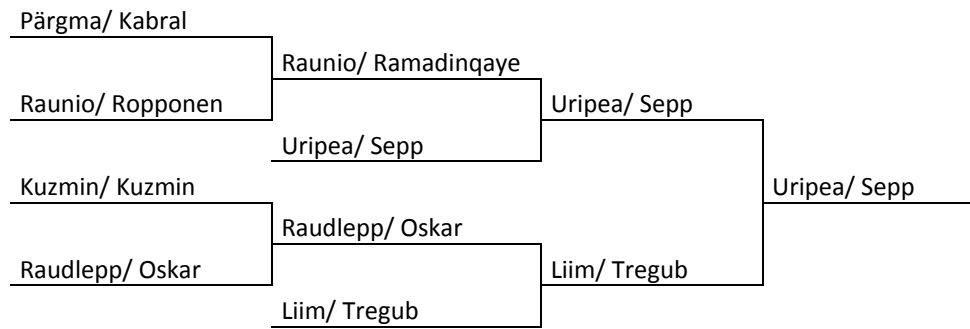 Pärgma/ Kabral
Raunio/ Ramadinqaye
Raunio/ Ropponen
Uripea/ Sepp
Uripea/ Sepp
Kuzmin/ Kuzmin
Uripea/ Sepp
Raudlepp/ Oskar
Raudlepp/ Oskar
Liim/ Tregub
Liim/ Tregub